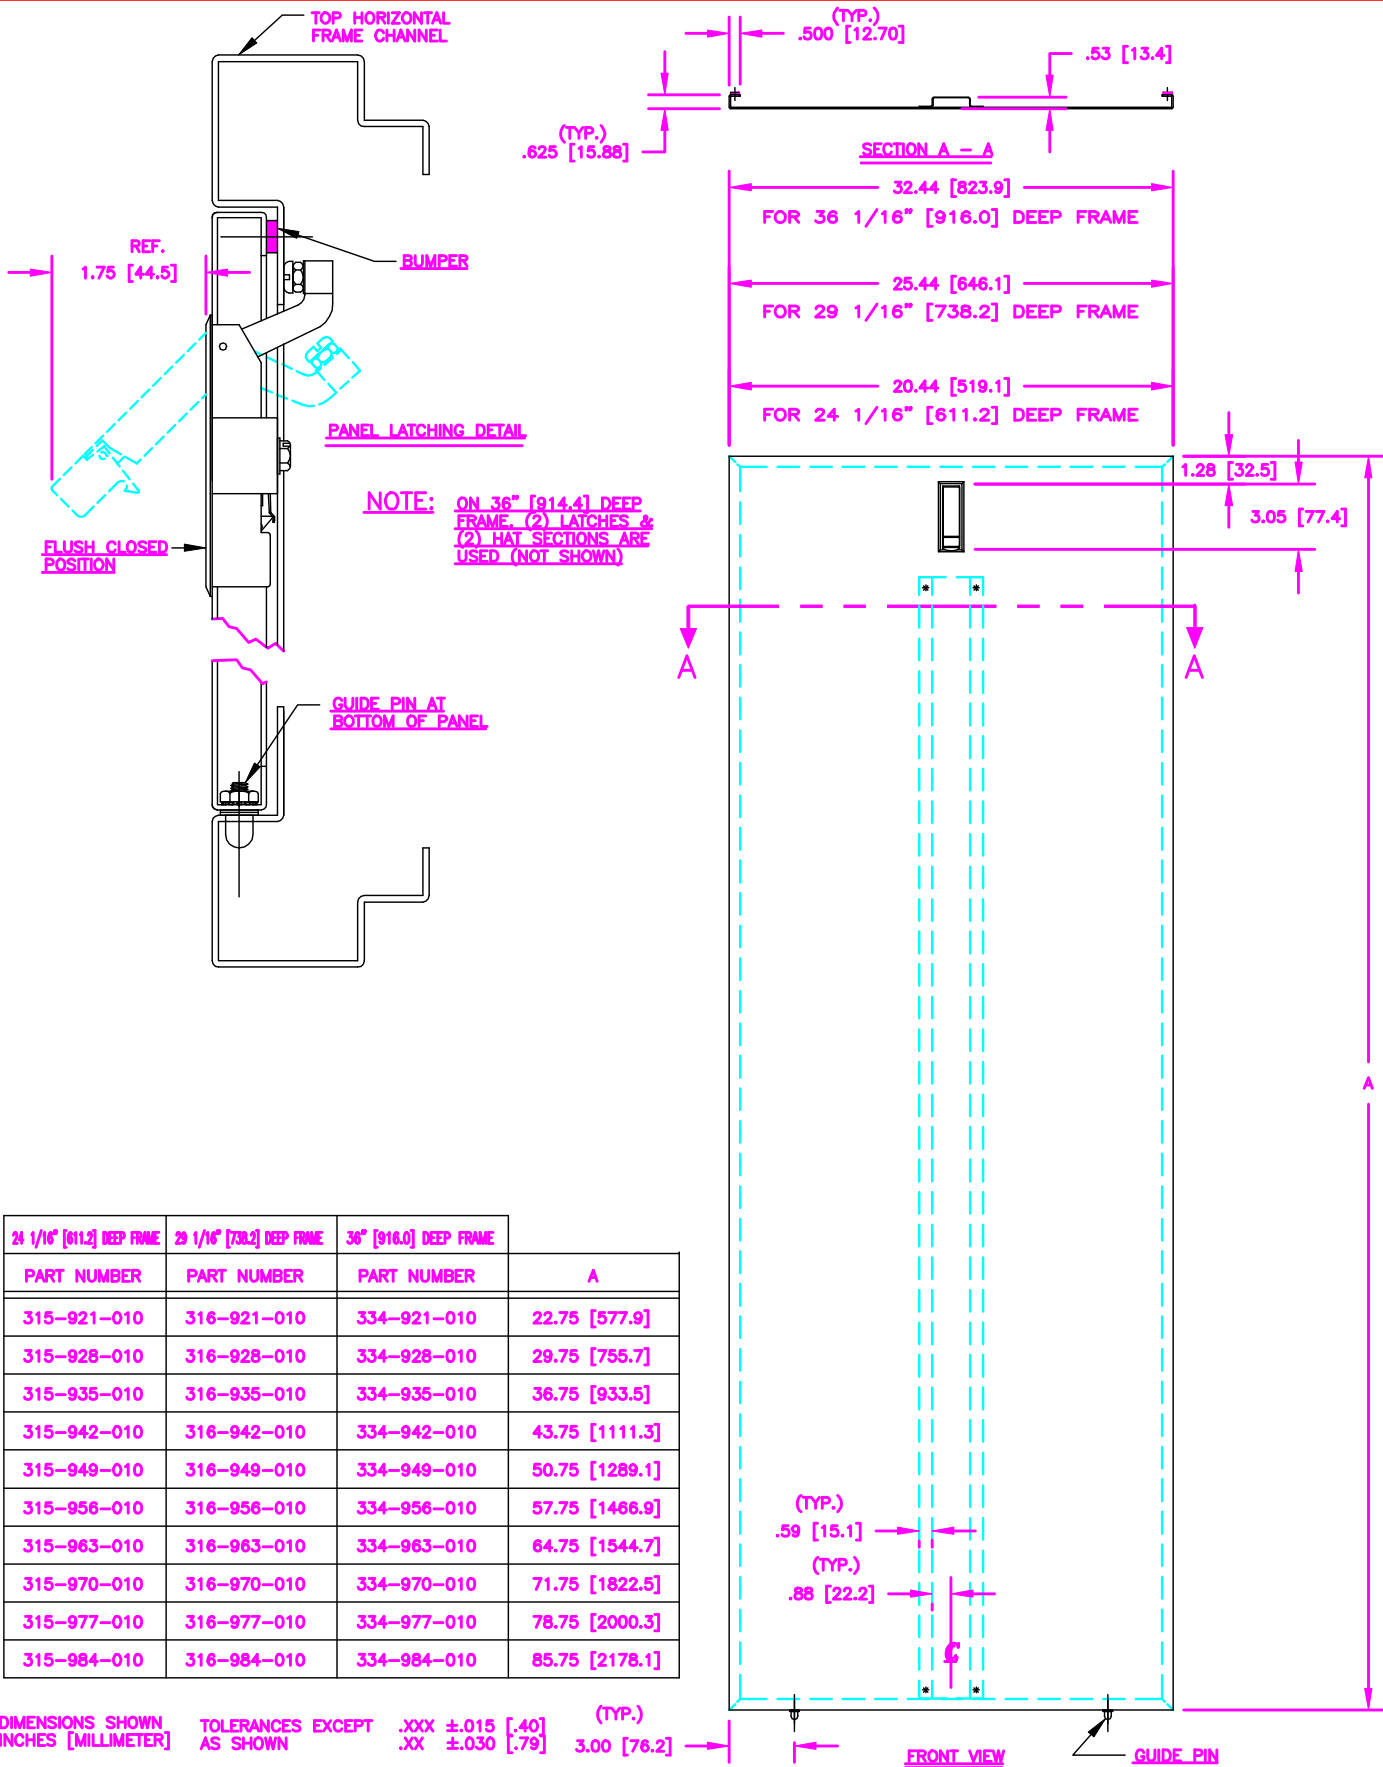 TOP HORIZONTAL
FRAME CHANNEL
(TYP.)
.500 [12.70]
.53 [13.4]
(TYP.)
.625 [15.88]
SECTION A - A
32.44 [823.9]
FOR 36 1/16" [916.0] DEEP FRAME
REF.
1.75 [44.5]
BUMPER
25.44 [646.1]
FOR 29 1/16" [738.2] DEEP FRAME
20.44 [519.1]
FOR 24 1/16" [611.2] DEEP FRAME
PANEL LATCHING DETAIL
1.28 [32.5]
3.05 [77.4]
NOTE: ON 36" [914.4] DEEP
FRAME, (2) LATCHES &
(2) HAT SECTIONS ARE
USED (NOT SHOWN)
FLUSH CLOSED
POSITION
A A
GUIDE PIN AT
BOTTOM OF PANEL
A
24 1/16" [611.2] DEEP FRAME 29 1/16" [738.2] DEEP FRAME 36" [916.0] DEEP FRAME
PART NUMBER PART NUMBER PART NUMBER A
315-921-010 316-921-010 334-921-010 22.75 [577.9]
315-928-010 316-928-010 334-928-010 29.75 [755.7]
315-935-010 316-935-010 334-935-010 36.75 [933.5]
315-942-010 316-942-010 334-942-010 43.75 [1111.3]
315-949-010 316-949-010 334-949-010 50.75 [1289.1]
315-956-010 316-956-010 334-956-010 57.75 [1466.9]
315-963-010 316-963-010 334-963-010 64.75 [1544.7]
315-970-010 316-970-010 334-970-010 71.75 [1822.5]
315-977-010 316-977-010 334-977-010 78.75 [2000.3]
315-984-010 316-984-010 334-984-010 85.75 [2178.1]
(TYP.)
.59 [15.1]
(TYP.)
.88 [22.2]
DIMENSIONS SHOWN
INCHES [MILLIMETER]
TOLERANCES EXCEPT .XXX ±.015 [.40]
AS SHOWN .XX ±.030 [.79]
(TYP.)
3.00 [76.2]
FRONT VIEW
GUIDE PIN